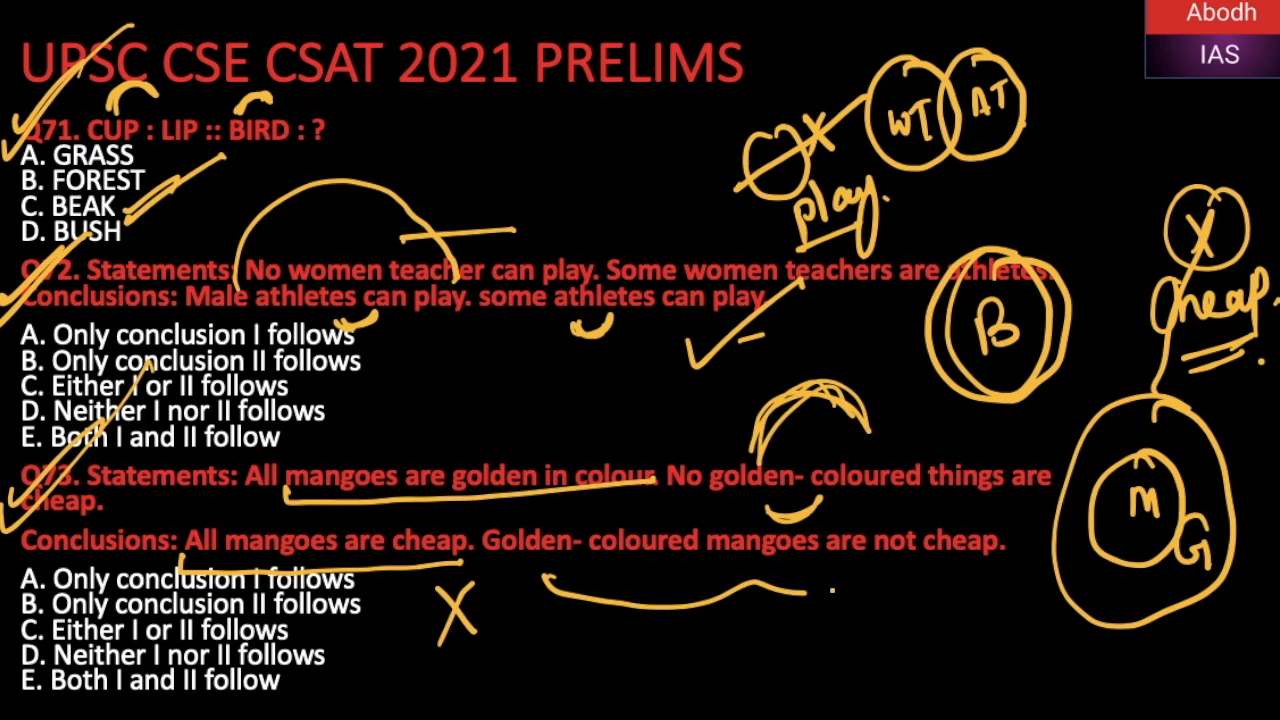 Abodh
IAS
UPSC CSE CSAT 2021 PRELIMS
WT
AT
X
play.
Q71. CUP : LIP :: BIRD : ?
A. GRASS
B. FOREST
C. BEAK
D. BUSH
Q72. Statements: No women teacher can play. Some women teachers are athletes.
Conclusions: Male athletes can play. some athletes can play
A. Only conclusion I follows
B. Only conclusion II follows
C. Either I or II follows
D. Neither I nor II follows
E. Both I and II follow
B
X
cheap.
Q73. Statements: All mangoes are golden in colour. No golden- coloured things are
cheap.
Conclusions: All mangoes are cheap. Golden- coloured mangoes are not cheap.
A. Only conclusion I follows
B. Only conclusion II follows
C. Either I or II follows
D. Neither I nor II follows
E. Both I and II follow
M
G
X